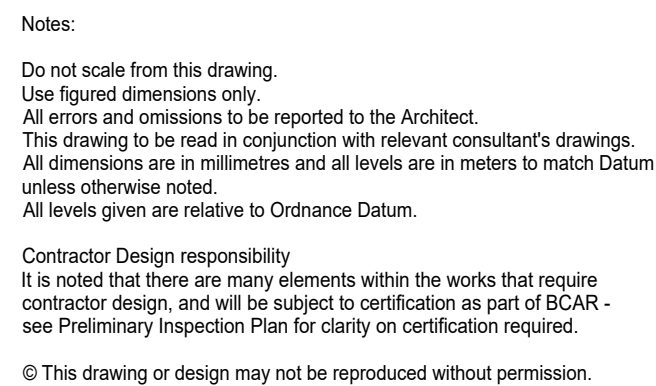 Notes:
Do not scale from this drawing.
Use figured dimensions only.
All errors and omissions to be reported to the Architect.
This drawing to be read in conjunction with relevant consultant's drawings.
All dimensions are in millimetres and all levels are in meters to match Datum
unless otherwise noted.
All levels given are relative to Ordnance Datum.
Contractor Design responsibility
It is noted that there are many elements within the works that require
contractor design, and will be subject to certification as part of BCAR -
see Preliminary Inspection Plan for clarity on certification required.
© This drawing or design may not be reproduced without permission.